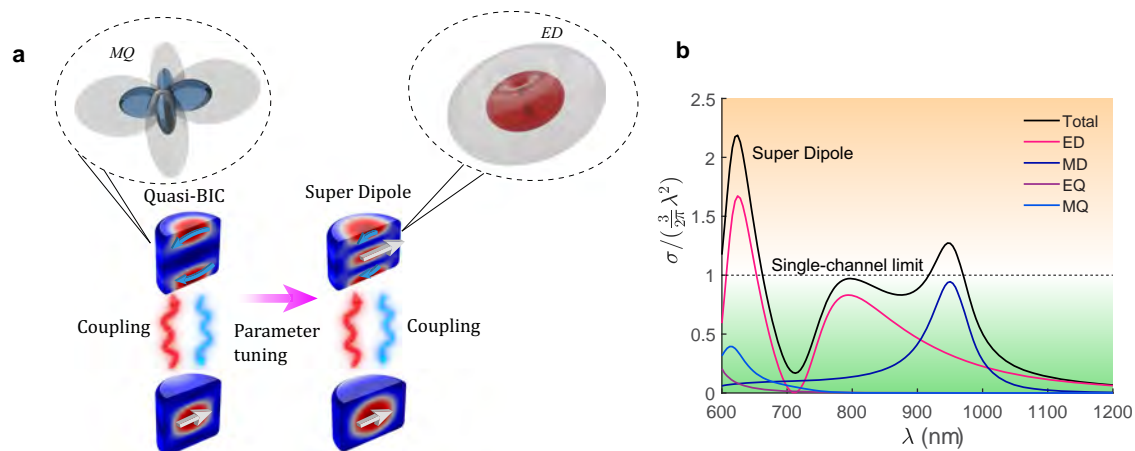 a
MQ
ED
Quasi-BIC
Super Dipole
Coupling
Parameter
tuning
Coupling
b
σ/(3/2π λ²)
2.5
2
1.5
1
0.5
0
Total
ED
MD
EQ
MQ
Super Dipole
Single-channel limit
600 700 800 900 1000 1100 1200
λ (nm)